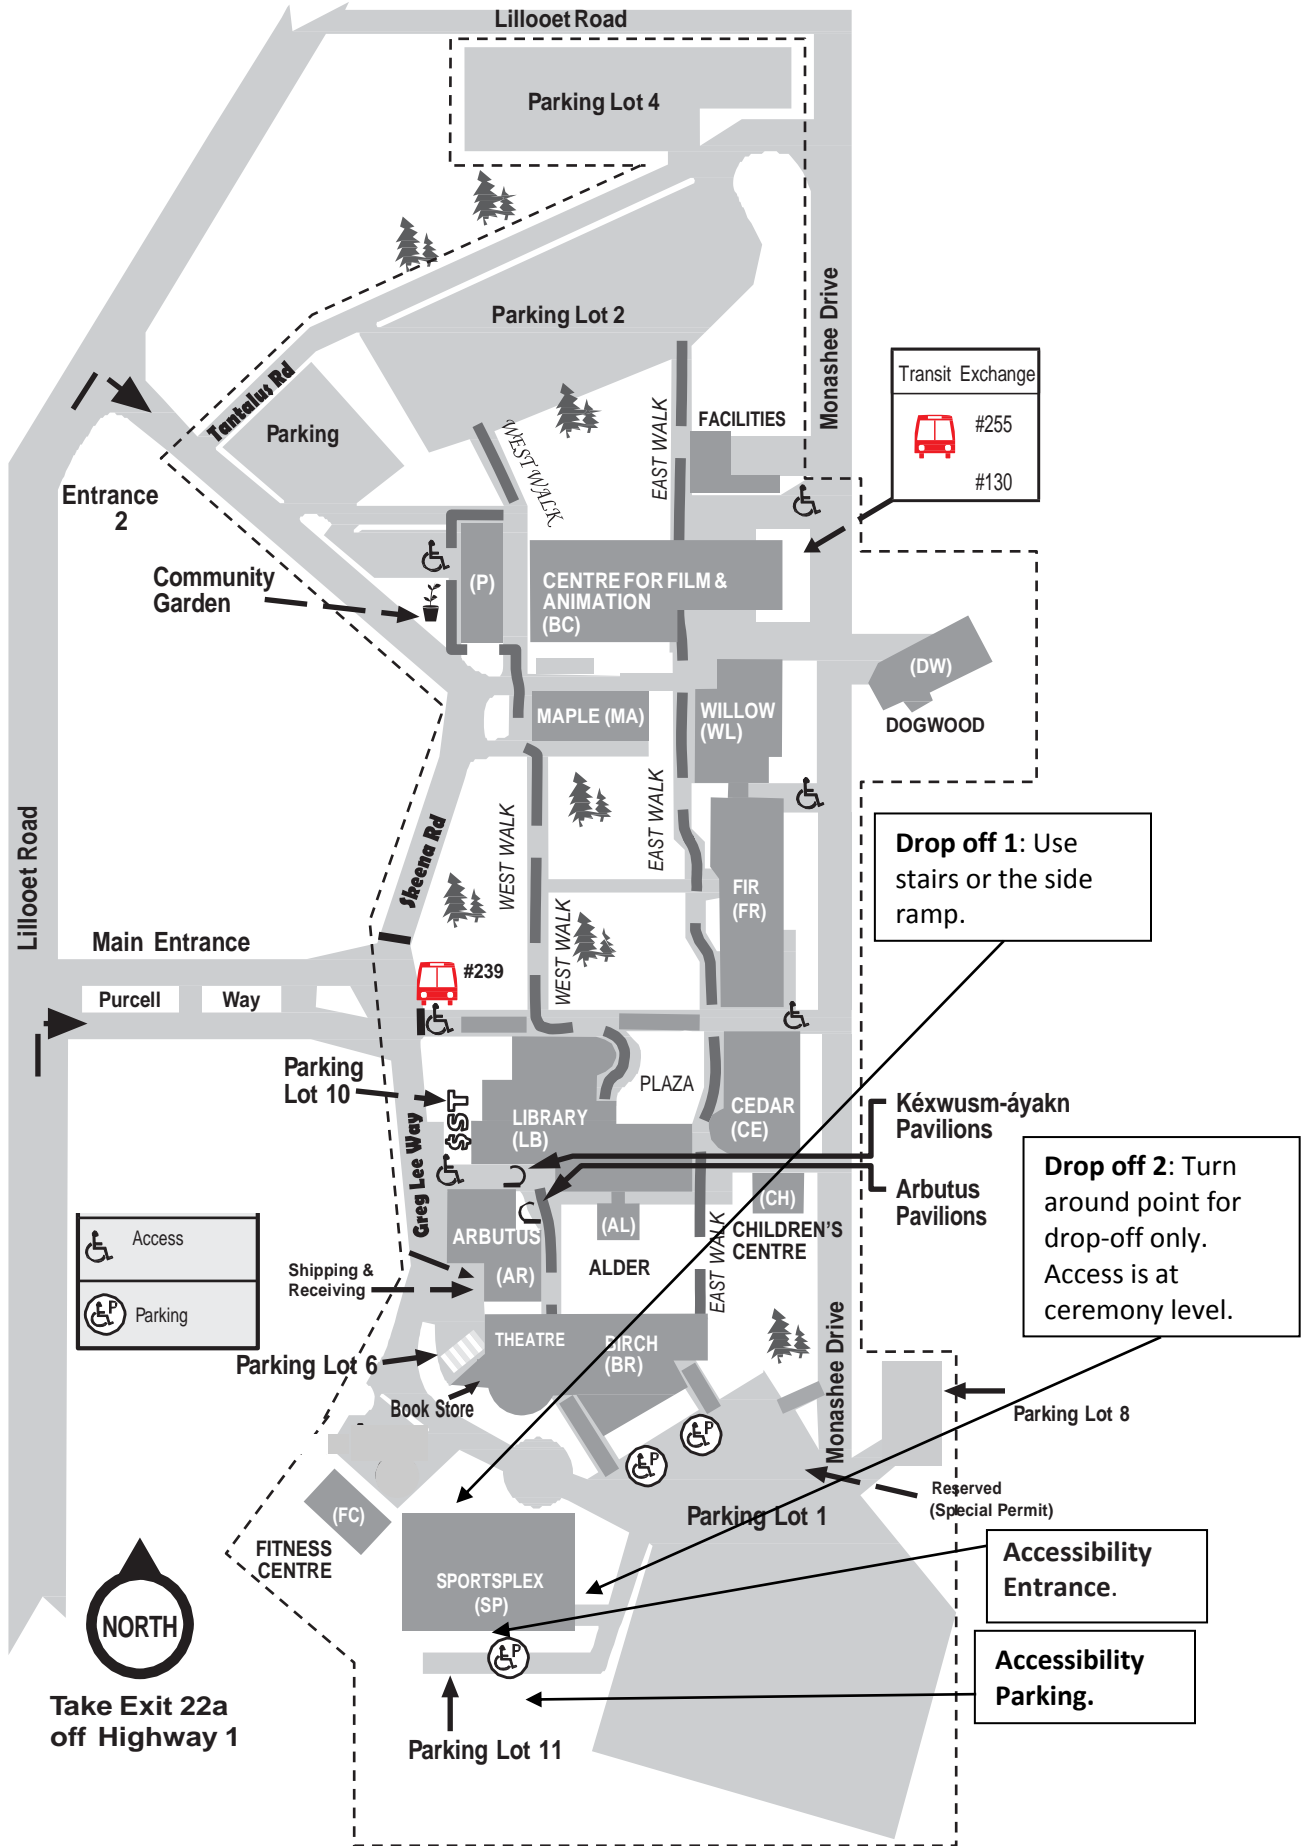 Lillooet Road
Parking Lot 4
Parking Lot 2
Monashee Drive
Transit Exchange
#255
#130
Tantalus Rd
Parking
WEST WALK
EAST WALK
FACILITIES
Entrance
2
Community
Garden
(P)
CENTRE FOR FILM &
ANIMATION
(BC)
(DW)
DOGWOOD
MAPLE (MA)
WILLOW
(WL)
Lillooet Road
Skeena Rd
WEST WALK
EAST WALK
FIR
(FR)
Drop off 1: Use
stairs or the side
ramp.
Main Entrance
WEST WALK
#239
Purcell Way
Parking
Lot 10
$ST
PLAZA
LIBRARY
(LB)
CEDAR
(CE)
Kéxwusm-áyakn
Pavilions
Greg Lee Way
Drop off 2: Turn
around point for
drop-off only.
Access is at
ceremony level.
Arbutus
Pavilions
(CH)
CHILDREN'S
CENTRE
(AL)
ALDER
ARBUTUS
(AR)
EAST WALK
Access
Parking
Shipping &
Receiving
Monashee Drive
THEATRE
BIRCH
(BR)
Parking Lot 6
Book Store
Parking Lot 8
P
P
Reserved
(Special Permit)
Parking Lot 1
(FC)
FITNESS
CENTRE
SPORTSPLEX
(SP)
Accessibility
Entrance.
P
Accessibility
Parking.
NORTH
Take Exit 22a
off Highway 1
Parking Lot 11